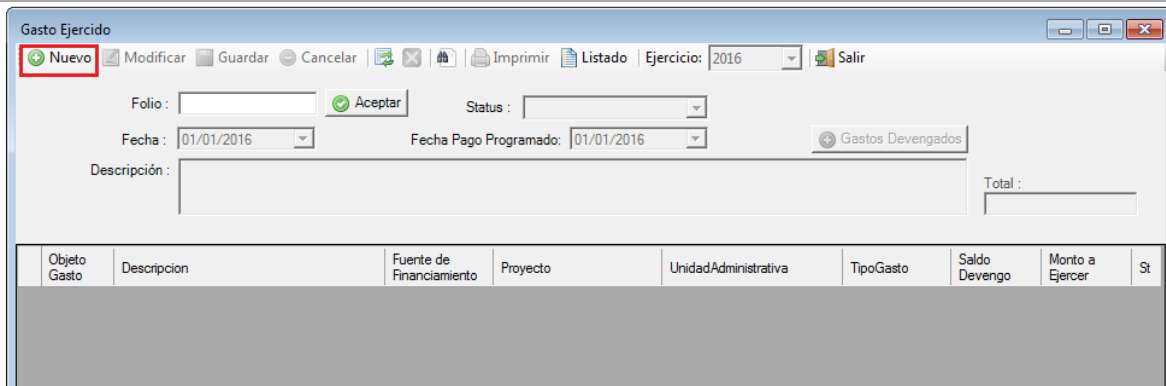 Gasto Ejercido
Nuevo Modificar Guardar Cancelar Imprimir Listado Ejercicio: 2016 Salir
Folio : Aceptar Status :
Fecha : 01/01/2016 Fecha Pago Programado: 01/01/2016 Gastos Devengados
Descripción :
Total :
Objeto Gasto Descripcion Fuente de Financiamiento Proyecto UnidadAdministrativa TipoGasto Saldo Devengo Monto a Ejercer St